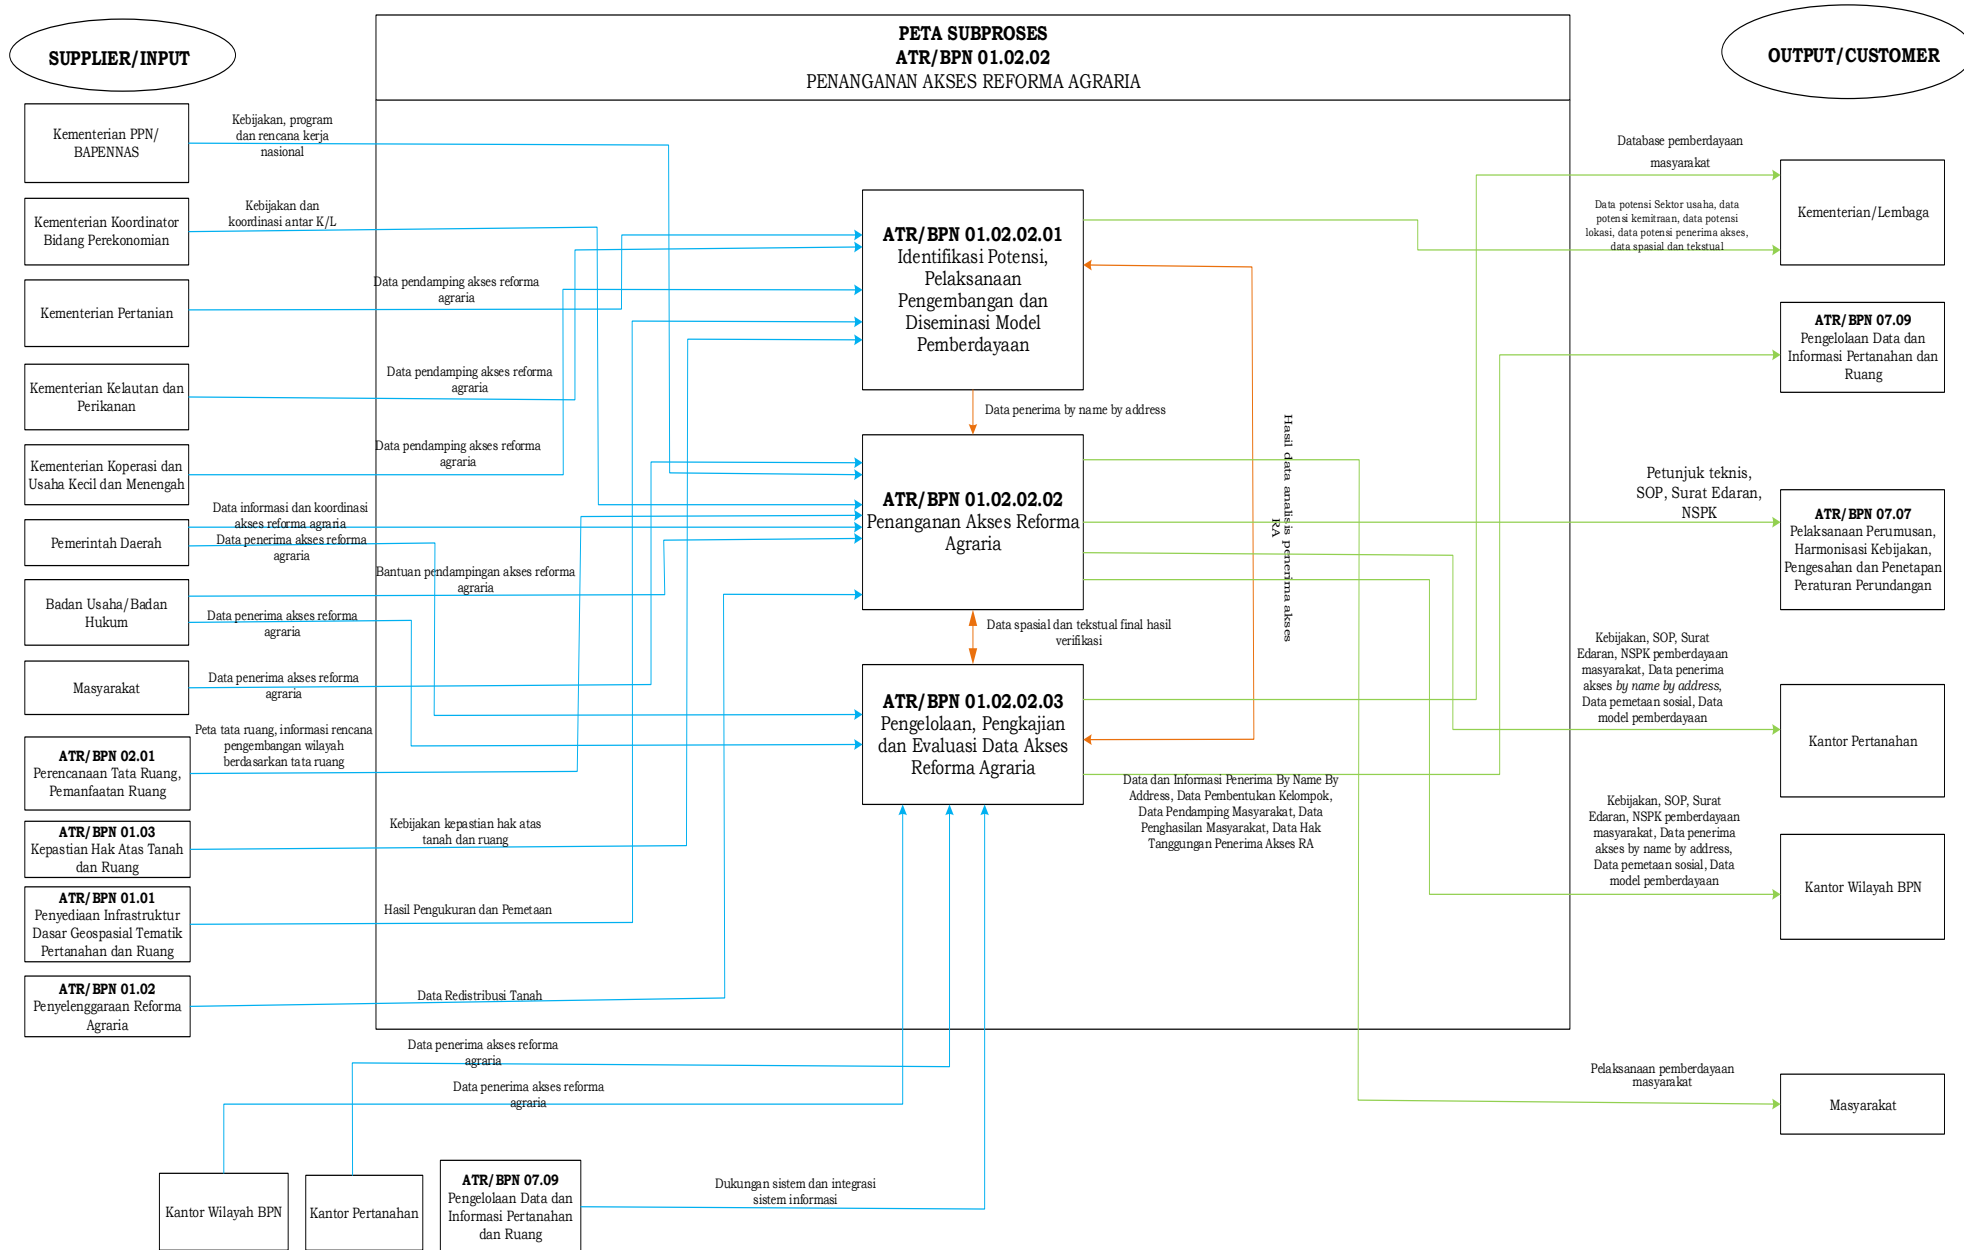 PETA SUBPROSES
ATR/BPN 01.02.02
PENANGANAN AKSES REFORMA AGRARIA
SUPPLIER/INPUT
Kementerian PPN/
BAPENNAS
Kebijakan, program
dan rencana kerja
nasional
Kementerian Koordinator
Bidang Perekonomian
Kebijakan dan
koordinasi antar K/L
Kementerian Pertanian
Data pendamping akses reforma
agraria
Kementerian Kelautan dan
Perikanan
Data pendamping akses reforma
agraria
Kementerian Koperasi dan
Usaha Kecil dan Menengah
Data pendamping akses reforma
agraria
Pemerintah Daerah
Data informasi dan koordinasi
akses reforma agraria
Data penerima akses reforma
agraria
Badan Usaha/Badan
Hukum
Bantuan pendampingan akses reforma
agraria
Data penerima akses reforma
agraria
Masyarakat
Data penerima akses reforma
agraria
ATR/BPN 02.01
Perencanaan Tata Ruang,
Pemanfaatan Ruang
Peta tata ruang, informasi rencana
pengembangan wilayah
berdasarkan tata ruang
ATR/BPN 01.03
Kepastian Hak Atas Tanah
dan Ruang
Kebijakan kepastian hak atas
tanah dan ruang
ATR/BPN 01.01
Penyediaan Infrastruktur
Dasar Geospasial Tematik
Pertanahan dan Ruang
Hasil Pengukuran dan Pemetaan
ATR/BPN 01.02
Penyelenggaraan Reforma
Agraria
Data Redistribusi Tanah
Data penerima akses reforma
agraria
Data penerima akses reforma
agraria
Kantor Wilayah BPN
Kantor Pertanahan
ATR/BPN 07.09
Pengelolaan Data dan
Informasi Pertanahan
dan Ruang
Dukungan sistem dan integrasi
sistem informasi
ATR/BPN 01.02.02.01
Identifikasi Potensi,
Pelaksanaan
Pengembangan dan
Diseminasi Model
Pemberdayaan
Data penerima by name by address
ATR/BPN 01.02.02.02
Penanganan Akses Reforma
Agraria
Data spasial dan tekstual final hasil
verifikasi
ATR/BPN 01.02.02.03
Pengelolaan, Pengkajian
dan Evaluasi Data Akses
Reforma Agraria
Hasil data analisis penerima akses
RA
Data dan Informasi Penerima By Name By
Address, Data Pembentukan Kelompok,
Data Pendamping Masyarakat, Data
Penghasilan Masyarakat, Data Hak
Tanggungan Penerima Akses RA
OUTPUT/CUSTOMER
Database pemberdayaan
masyarakat
Data potensi Sektor usaha, data
potensi kemitraan, data potensi
lokasi, data potensi penerima akses,
data spasial dan tekstual
Kementerian/Lembaga
ATR/BPN 07.09
Pengelolaan Data dan
Informasi Pertanahan dan
Ruang
Petunjuk teknis,
SOP, Surat Edaran,
NSPK
ATR/BPN 07.07
Pelaksanaan Perumusan,
Harmonisasi Kebijakan,
Pengesahan dan Penetapan
Peraturan Perundangan
Kebijakan, SOP, Surat
Edaran, NSPK pemberdayaan
masyarakat, Data penerima
akses by name by address,
Data pemetaan sosial, Data
model pemberdayaan
Kantor Pertanahan
Kebijakan, SOP, Surat
Edaran, NSPK pemberdayaan
masyarakat, Data penerima
akses by name by address,
Data pemetaan sosial, Data
model pemberdayaan
Kantor Wilayah BPN
Pelaksanaan pemberdayaan
masyarakat
Masyarakat